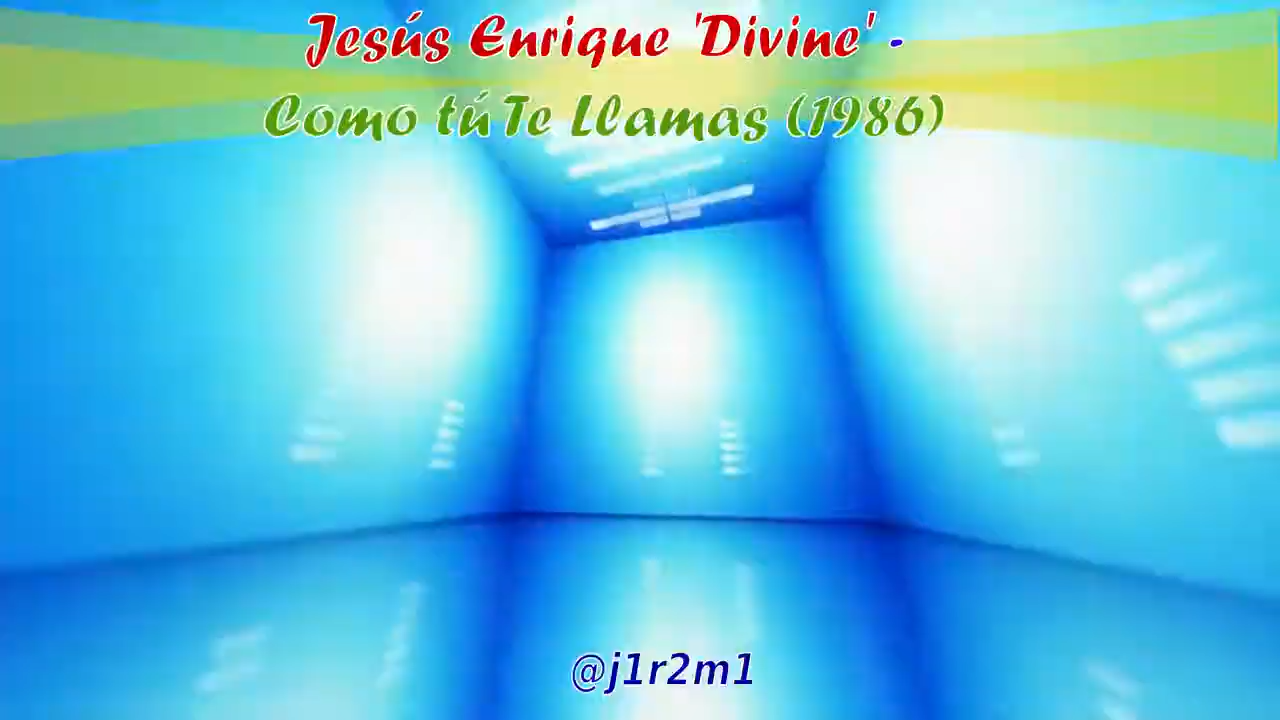 Jesús Enrique 'Divine' -
Como tú Te Llamas (1986)
@j1r2m1